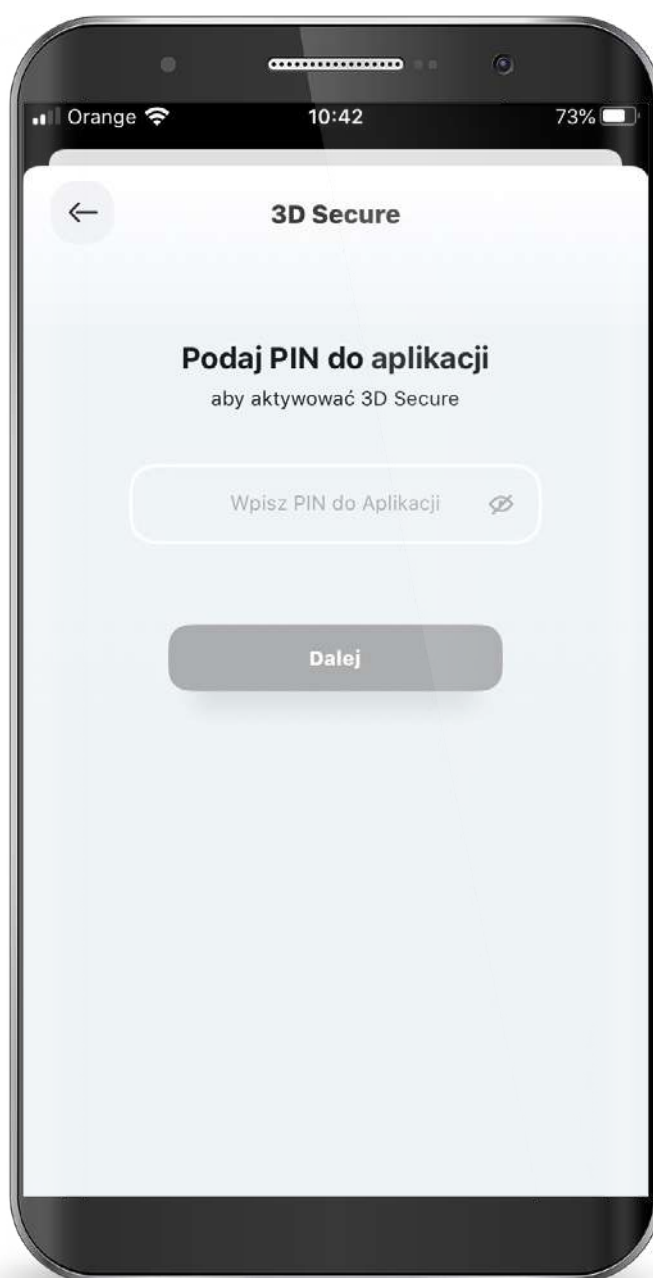 Orange 10:42 73%
3D Secure
Podaj PIN do aplikacji
aby aktywować 3D Secure
Wpisz PIN do Aplikacji
Dalej